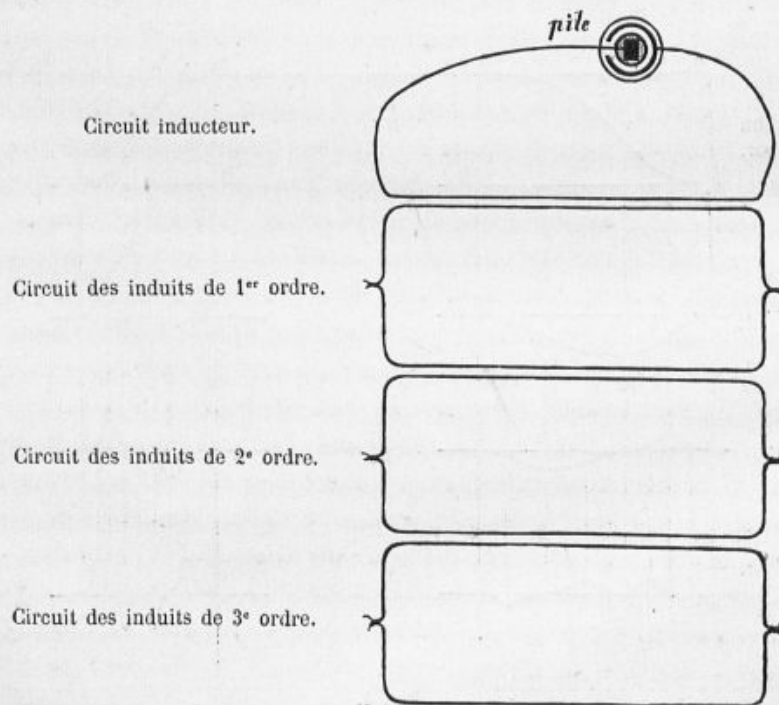 pile
Circuit inducteur.
Circuit des induits de 1er ordre.
Circuit des induits de 2e ordre.
Circuit des induits de 3e ordre.